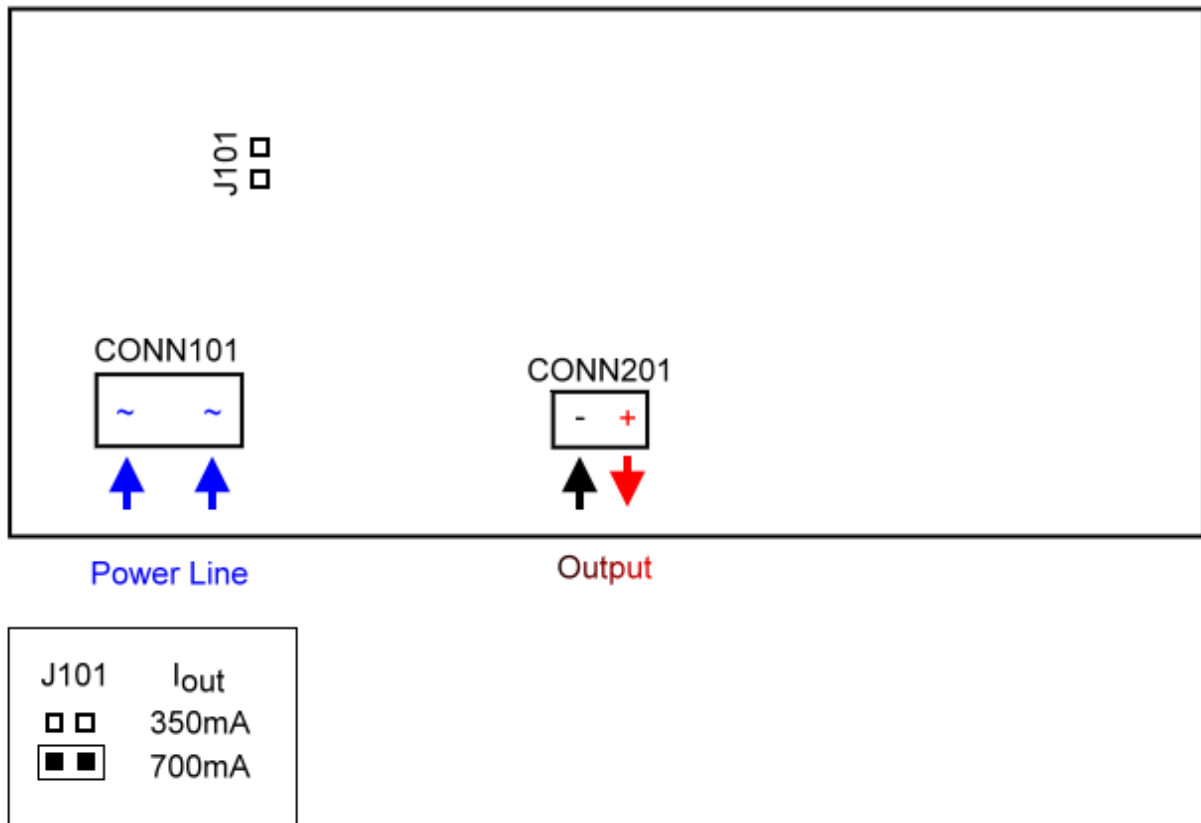 J101
CONN101
~ ~
CONN201
- +
Power Line
Output
J101 Iout
350mA
700mA